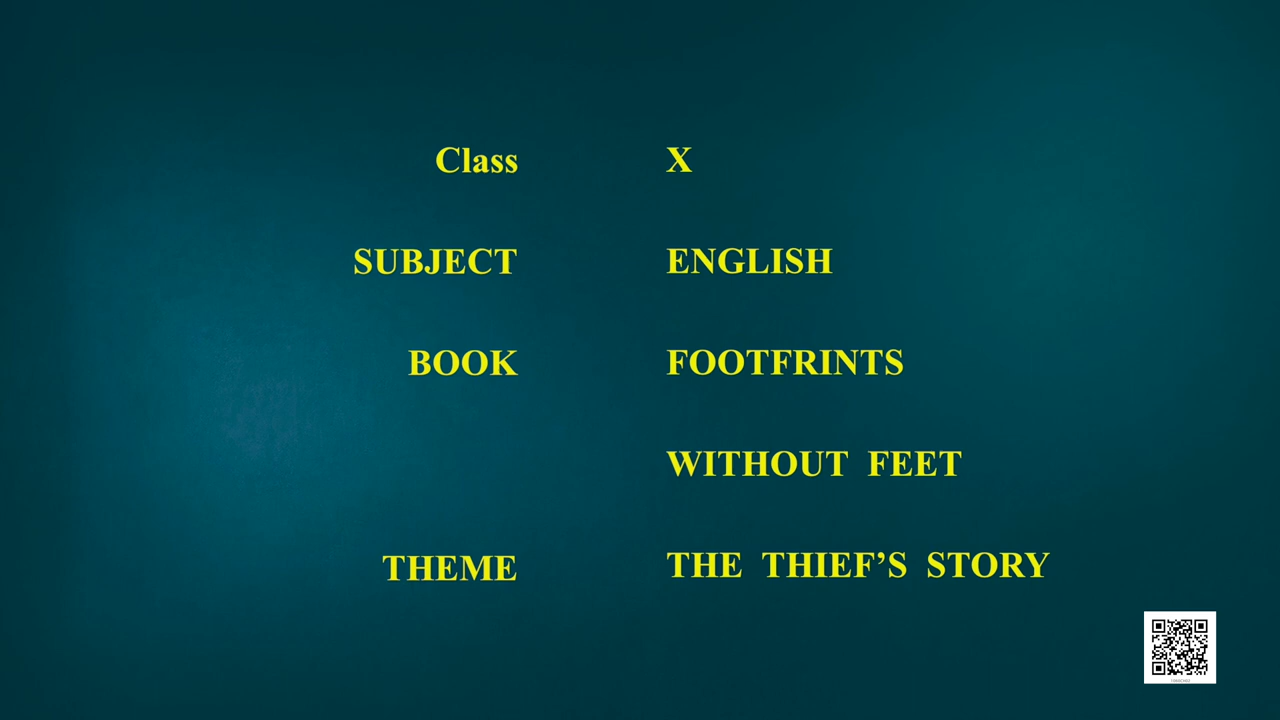 Class X
SUBJECT ENGLISH
BOOK FOOTFRINTS
WITHOUT FEET
THEME THE THIEF’S STORY